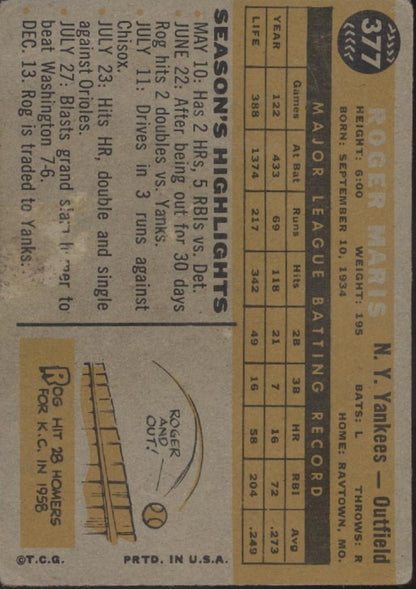 377
ROGER MARIS
N. Y. Yankees — Outfield
HEIGHT: 6:00 WEIGHT: 195 BATS: L THROWS: R
BORN: SEPTEMBER 10, 1934 HOME: RAYTOWN, MO.
MAJOR LEAGUE BATTING RECORD
Games At Bat Runs Hits 2B 3B HR RBI Avg
YEAR 122 433 69 118 21 7 16 72 .273
LIFE 388 1374 217 342 49 16 58 204 .249
SEASON'S HIGHLIGHTS
• MAY 10: Has 2 HRs, 5 RBIs vs. Det.
• JUNE 22: After being out for 30 days
Rog hits 2 doubles vs. Yanks.
• JULY 11: Drives in 3 runs against
Chisox.
• JULY 23: Hits HR, double and single
against Orioles.
• JULY 27: Blasts grand slam homer to
beat Washington 7-6.
• DEC. 13: Rog is traded to Yanks.
ROGER
AND
OUT!
ROG HIT 28 HOMERS
FOR K.C. IN 1958
©T.C.G. PRTD. IN U.S.A.